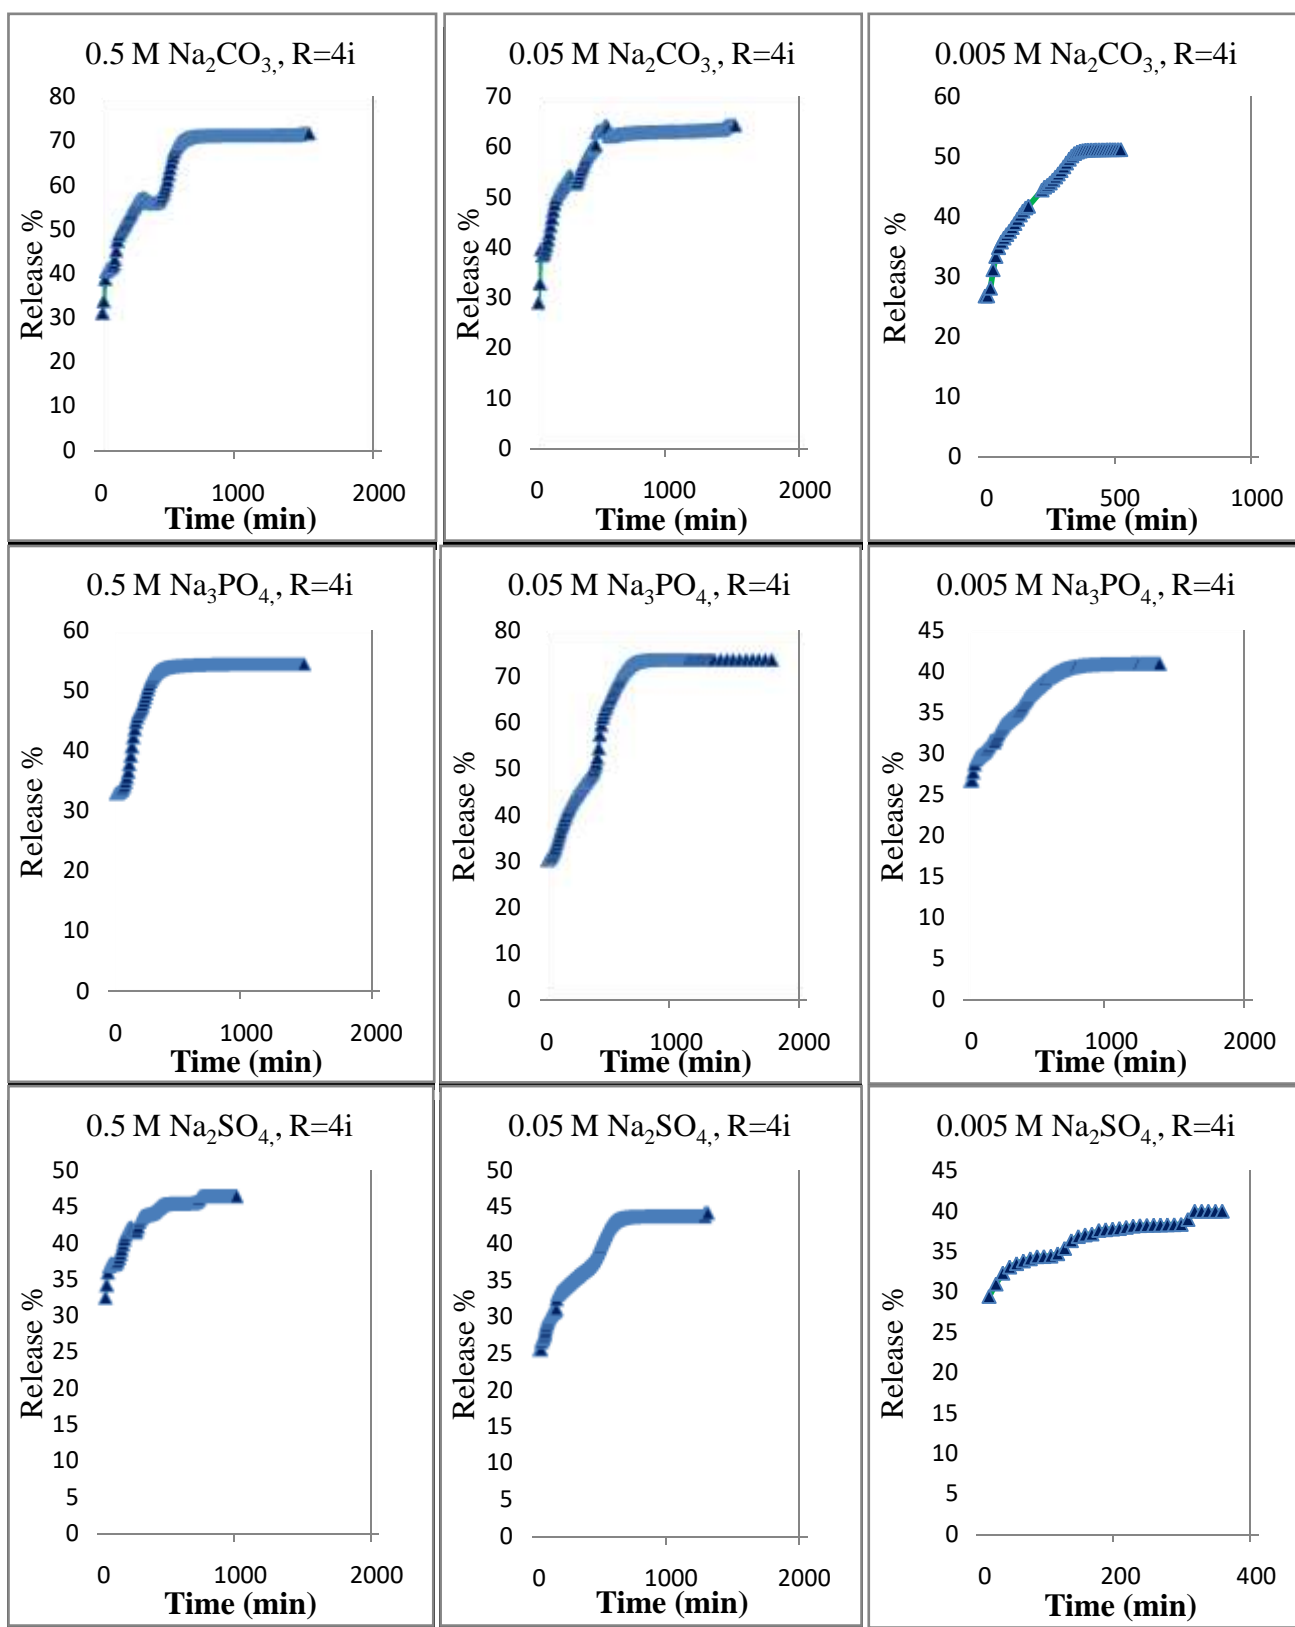 0.5 M Na₂CO₃,, R=4i
80
70
60
50
40
30
20
10
0
Release %
0 1000 2000
Time (min)
0.05 M Na₂CO₃,, R=4i
70
60
50
40
30
20
10
0
Release %
0 1000 2000
Time (min)
0.005 M Na₂CO₃,, R=4i
60
50
40
30
20
10
0
Release %
0 500 1000
Time (min)
0.5 M Na₃PO₄,, R=4i
60
50
40
30
20
10
0
Release %
0 1000 2000
Time (min)
0.05 M Na₃PO₄,, R=4i
80
70
60
50
40
30
20
10
0
Release %
0 1000 2000
Time (min)
0.005 M Na₃PO₄,, R=4i
45
40
35
30
25
20
15
10
5
0
Release %
0 1000 2000
Time (min)
0.5 M Na₂SO₄,, R=4i
50
45
40
35
30
25
20
15
10
5
0
Release %
0 1000 2000
Time (min)
0.05 M Na₂SO₄,, R=4i
50
45
40
35
30
25
20
15
10
5
0
Release %
0 1000 2000
Time (min)
0.005 M Na₂SO₄,, R=4i
45
40
35
30
25
20
15
10
5
0
Release %
0 200 400
Time (min)